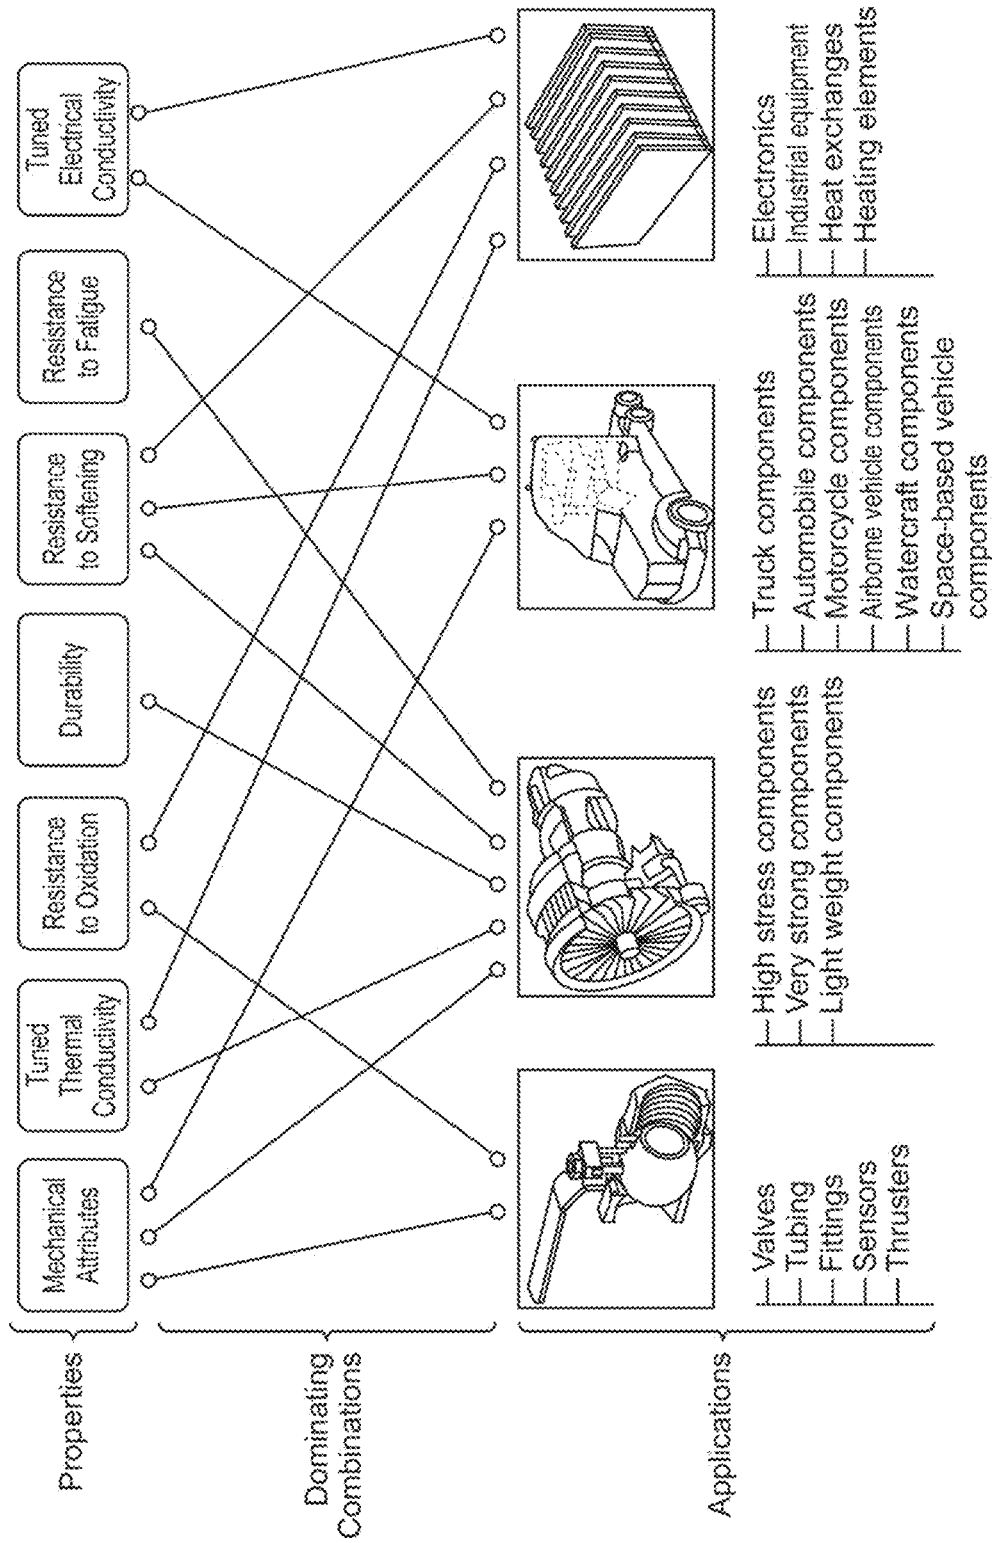 Properties
Mechanical
Attributes
Tuned
Thermal
Conductivity
Resistance
to Oxidation
Durability
Resistance
to Softening
Resistance
to Fatigue
Tuned
Electrical
Conductivity
Dominating
Combinations
Applications
Valves
Tubing
Fittings
Sensors
Thrusters
High stress components
Very strong components
Light weight components
Truck components
Automobile components
Motorcycle components
Airborne vehicle components
Watercraft components
Space-based vehicle
components
Electronics
Industrial equipment
Heat exchanges
Heating elements